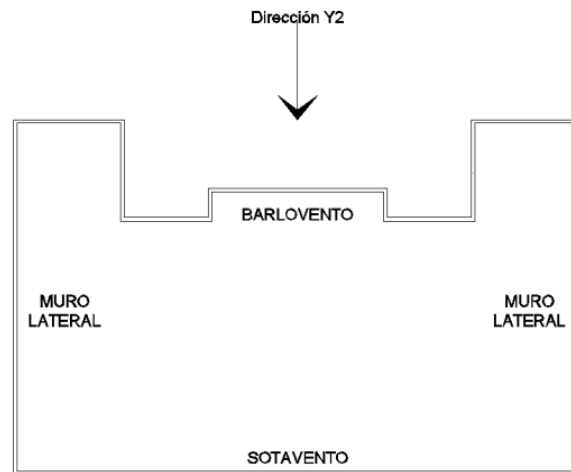 Dirección Y2
BARLOVENTO
MURO
LATERAL
MURO
LATERAL
SOTAVENTO